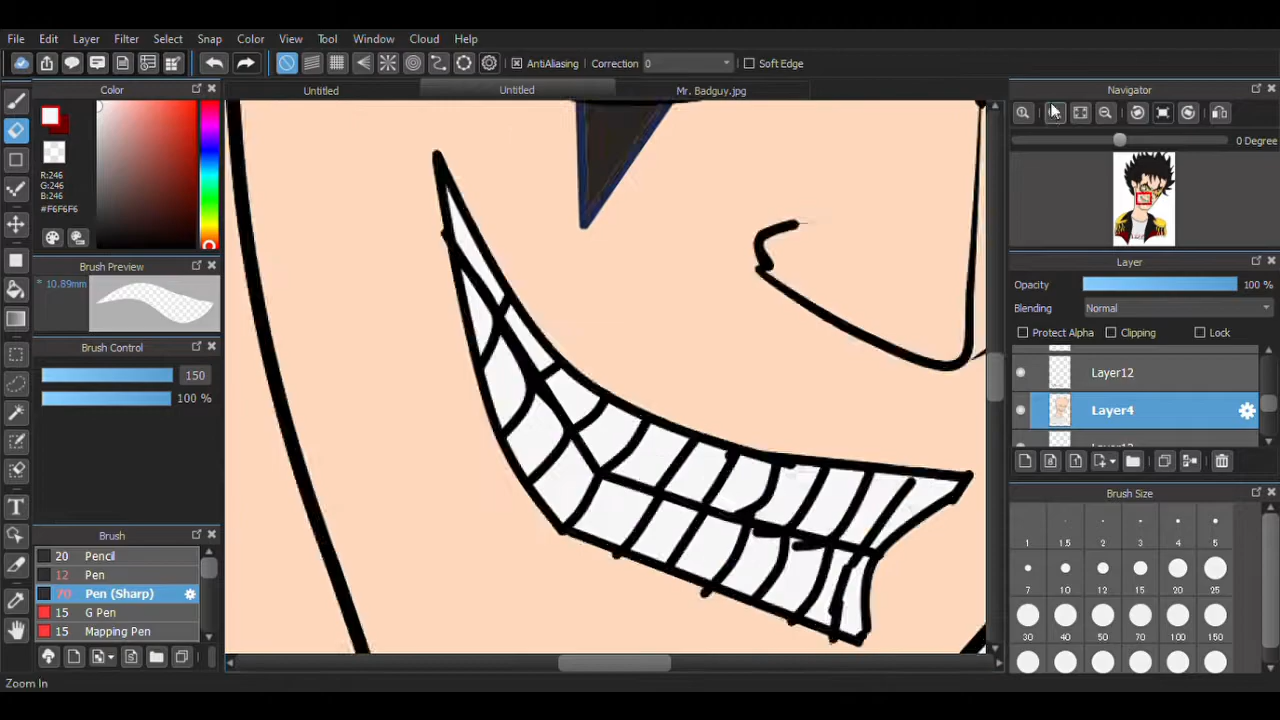 File Edit Layer Filter Select Snap Color View Tool Window Cloud Help
AntiAliasing Correction 0 Soft Edge
Color
Untitled Untitled Mr. Badguy.jpg
Navigator
0 Degree
R:246
G:246
B:246
#F6F6F6
Brush Preview
* 10.89mm
Brush Control
150
100 %
Brush
20 Pencil
12 Pen
70 Pen (Sharp)
15 G Pen
15 Mapping Pen
Layer
Opacity 100 %
Blending Normal
Protect Alpha Clipping Lock
Layer12
Layer4
Brush Size
1 1.5 2 3 4 5
7 10 12 15 20 25
30 40 50 70 100 150
Zoom In